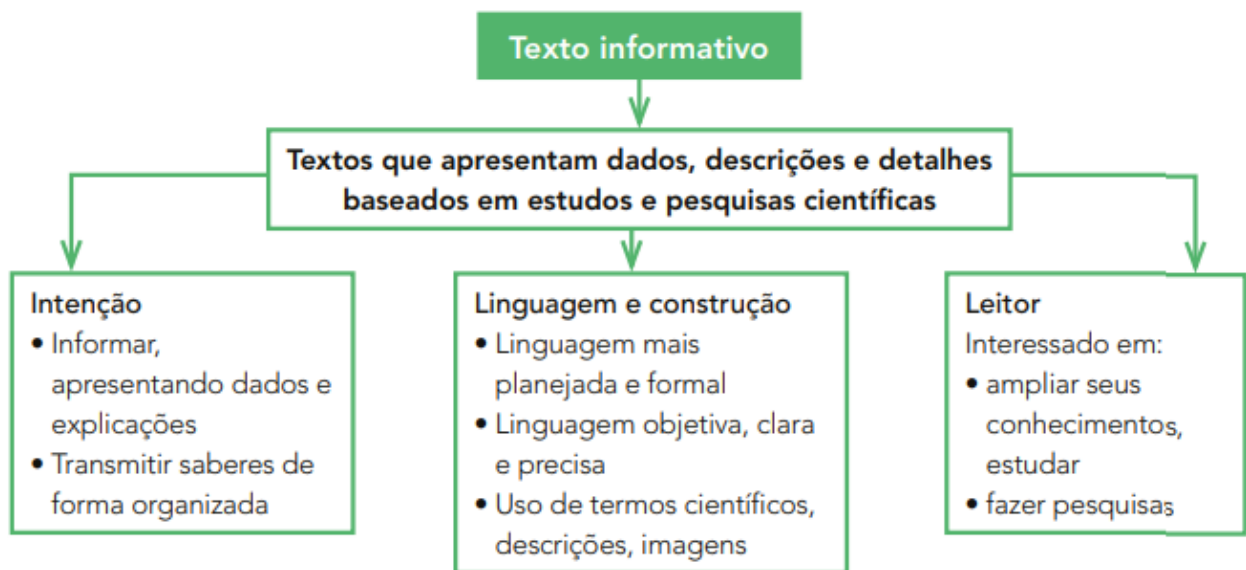 Texto informativo
Textos que apresentam dados, descrições e detalhes
baseados em estudos e pesquisas científicas
Intenção
• Informar,
apresentando dados e
explicações
• Transmitir saberes de
forma organizada
Linguagem e construção
• Linguagem mais
planejada e formal
• Linguagem objetiva, clara
e precisa
• Uso de termos científicos,
descrições, imagens
Leitor
Interessado em:
• ampliar seus
conhecimentos,
estudar
• fazer pesquisas